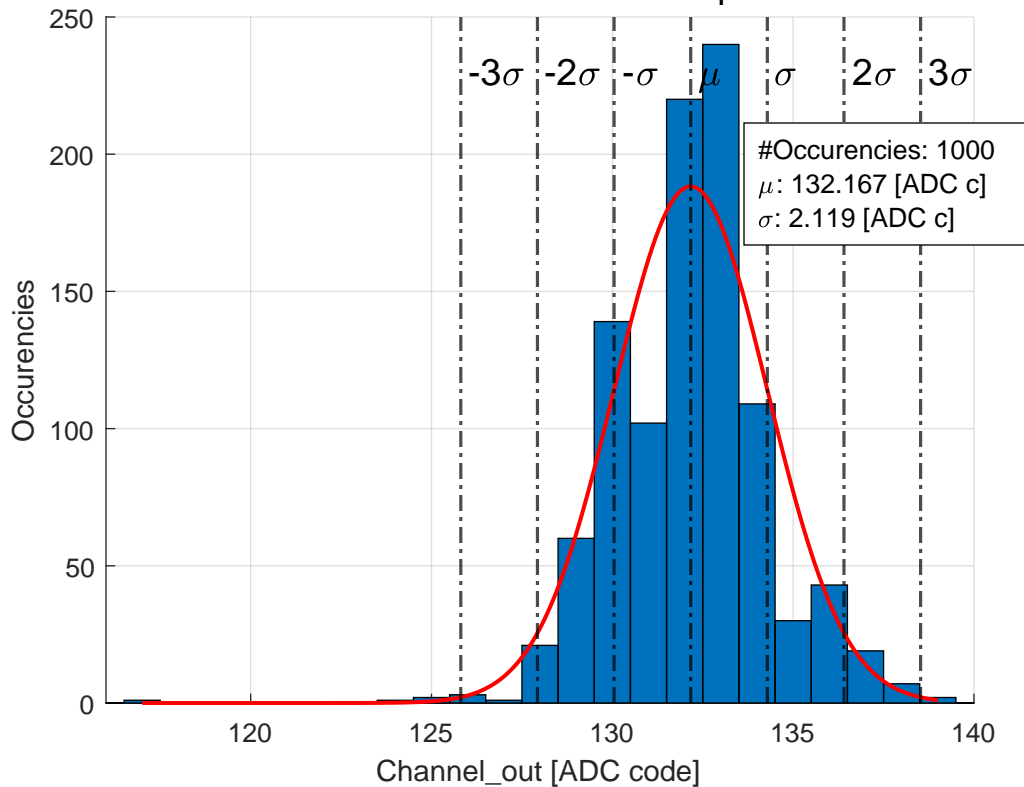 250
-3σ
-2σ
-σ
μ
σ
2σ
3σ
#Occurencies: 1000
μ: 132.167 [ADC c]
σ: 2.119 [ADC c]
200
150
100
50
0
Occurencies
120
125
130
135
140
Channel_out [ADC code]